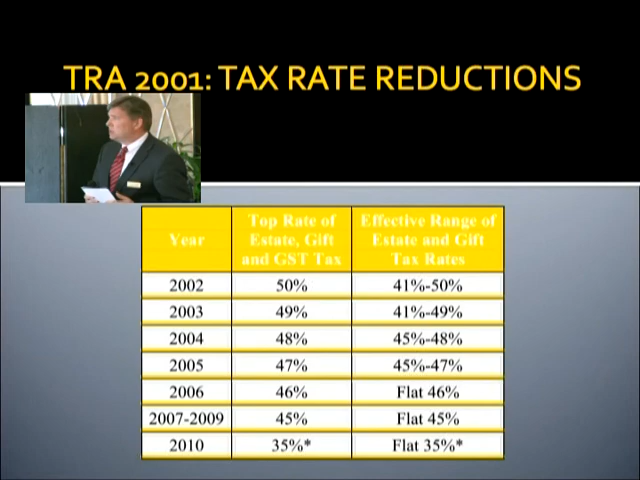 TRA 2001: TAX RATE REDUCTIONS
Year
Top Rate of
Estate, Gift
and GST Tax
Effective Range of
Estate and Gift
Tax Rates
2002 50% 41%-50%
2003 49% 41%-49%
2004 48% 45%-48%
2005 47% 45%-47%
2006 46% Flat 46%
2007-2009 45% Flat 45%
2010 35%* Flat 35%*